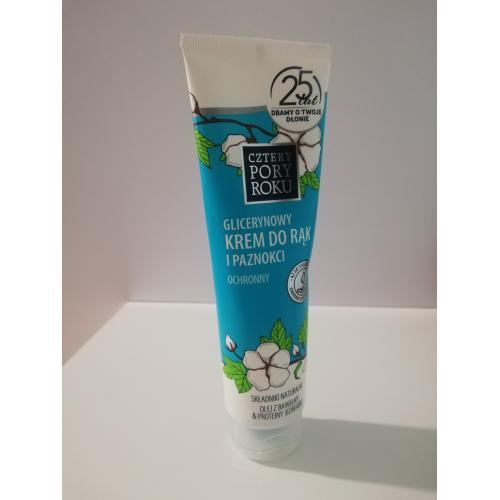 25
lat
DBAMY O TWOJE
DŁONIE
CZTERY
PORY
ROKU
GLICERYNOWY
KREM DO RĄK
I PAZNOKCI
OCHRONNY
SKŁADNIKI NATURALNE
OLEJ Z BAWEŁNY
& PROTEINY JEDWABIU